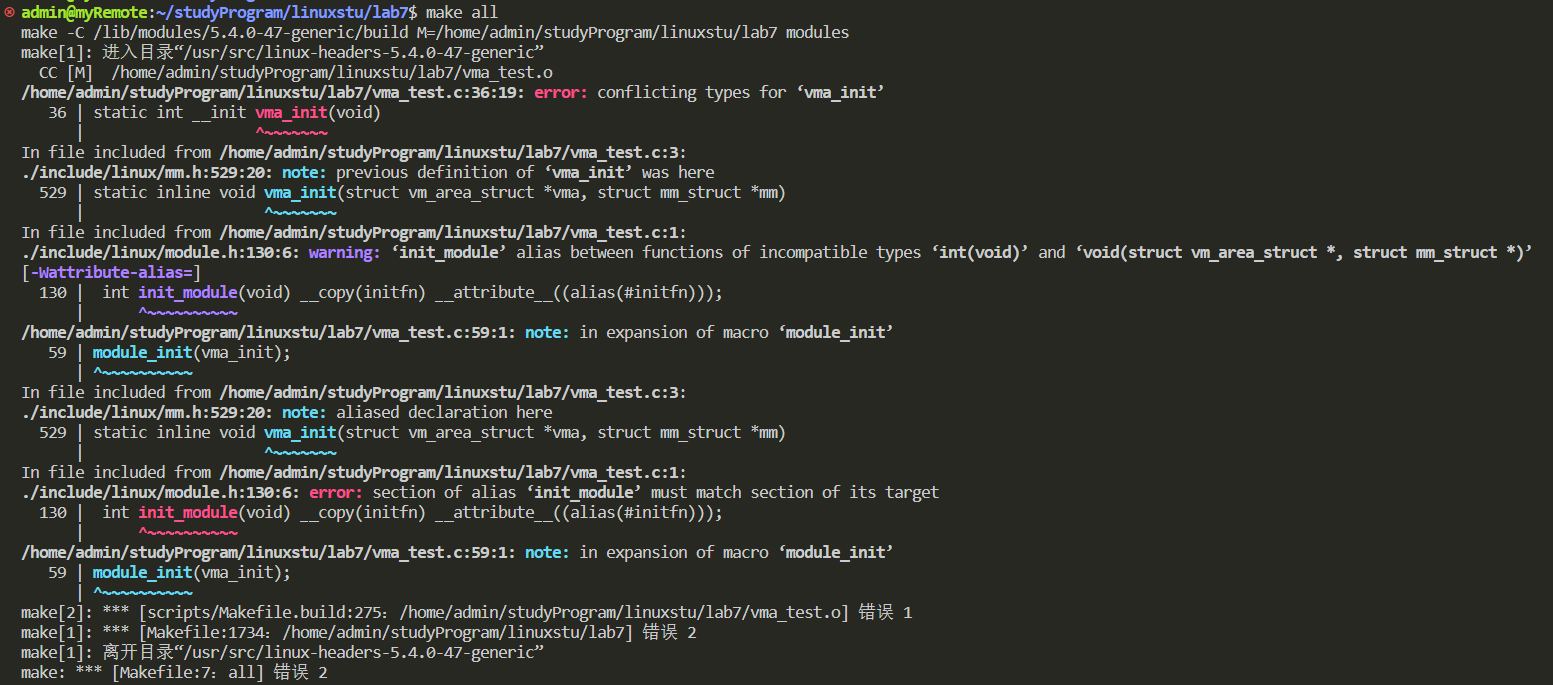 admin@myRemote:~/studyProgram/linuxstu/lab7$ make all
make -C /lib/modules/5.4.0-47-generic/build M=/home/admin/studyProgram/linuxstu/lab7 modules
make[1]: 进入目录“/usr/src/linux-headers-5.4.0-47-generic”
  CC [M]  /home/admin/studyProgram/linuxstu/lab7/vma_test.o
/home/admin/studyProgram/linuxstu/lab7/vma_test.c:36:19: error: conflicting types for ‘vma_init’
   36 | static int __init vma_init(void)
      |                   ^~~~~~~~
In file included from /home/admin/studyProgram/linuxstu/lab7/vma_test.c:3:
./include/linux/mm.h:529:20: note: previous definition of ‘vma_init’ was here
  529 | static inline void vma_init(struct vm_area_struct *vma, struct mm_struct *mm)
      |                    ^~~~~~~~
In file included from /home/admin/studyProgram/linuxstu/lab7/vma_test.c:1:
./include/linux/module.h:130:6: warning: ‘init_module’ alias between functions of incompatible types ‘int(void)’ and ‘void(struct vm_area_struct *, struct mm_struct *)’
[-Wattribute-alias=]
  130 |  int init_module(void) __copy(initfn) __attribute__((alias(#initfn)));
      |      ^~~~~~~~~~~
/home/admin/studyProgram/linuxstu/lab7/vma_test.c:59:1: note: in expansion of macro ‘module_init’
   59 | module_init(vma_init);
      | ^~~~~~~~~~~
In file included from /home/admin/studyProgram/linuxstu/lab7/vma_test.c:3:
./include/linux/mm.h:529:20: note: aliased declaration here
  529 | static inline void vma_init(struct vm_area_struct *vma, struct mm_struct *mm)
      |                    ^~~~~~~~
In file included from /home/admin/studyProgram/linuxstu/lab7/vma_test.c:1:
./include/linux/module.h:130:6: error: section of alias ‘init_module’ must match section of its target
  130 |  int init_module(void) __copy(initfn) __attribute__((alias(#initfn)));
      |      ^~~~~~~~~~~
/home/admin/studyProgram/linuxstu/lab7/vma_test.c:59:1: note: in expansion of macro ‘module_init’
   59 | module_init(vma_init);
      | ^~~~~~~~~~~
make[2]: *** [scripts/Makefile.build:275：/home/admin/studyProgram/linuxstu/lab7/vma_test.o] 错误 1
make[1]: *** [Makefile:1734：/home/admin/studyProgram/linuxstu/lab7] 错误 2
make[1]: 离开目录“/usr/src/linux-headers-5.4.0-47-generic”
make: *** [Makefile:7：all] 错误 2